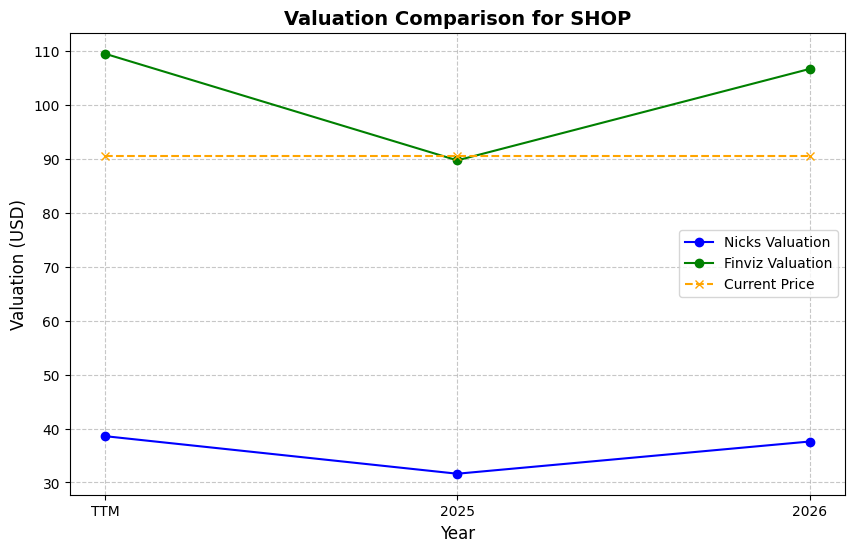 Valuation Comparison for SHOP
Valuation (USD)
110
100
90
80
70
60
50
40
30
Nicks Valuation
Finviz Valuation
Current Price
TTM
2025
2026
Year